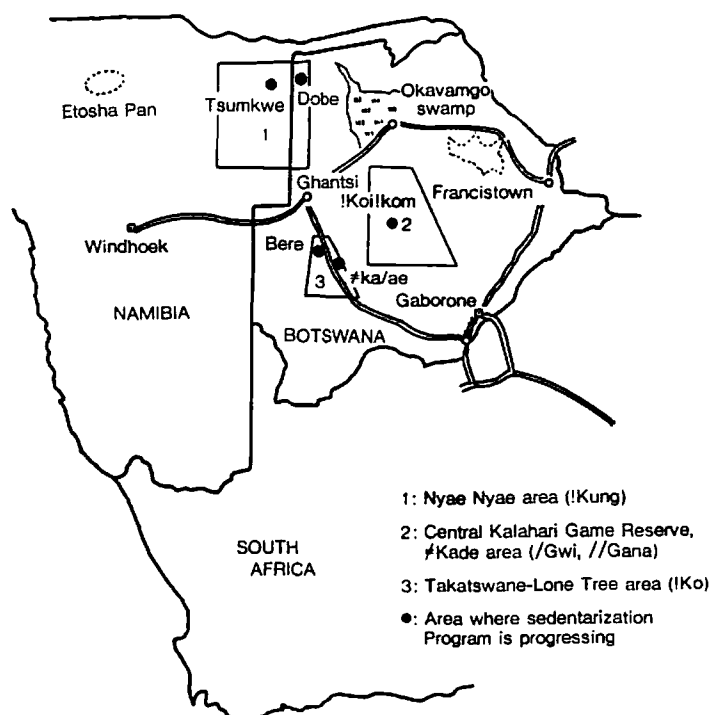 Etosha Pan
Tsumkwe
Dobe
1
Okavamgo
swamp
Ghantsi
!Koi!kom
2
Francistown
Windhoek
Bere
3
≠ka/ae
Gaborone
NAMIBIA
BOTSWANA
SOUTH
AFRICA
1: Nyae Nyae area (!Kung)
2: Central Kalahari Game Reserve,
≠Kade area (/Gwi, //Gana)
3: Takatswane-Lone Tree area (!Ko)
●: Area where sedentarization
Program is progressing